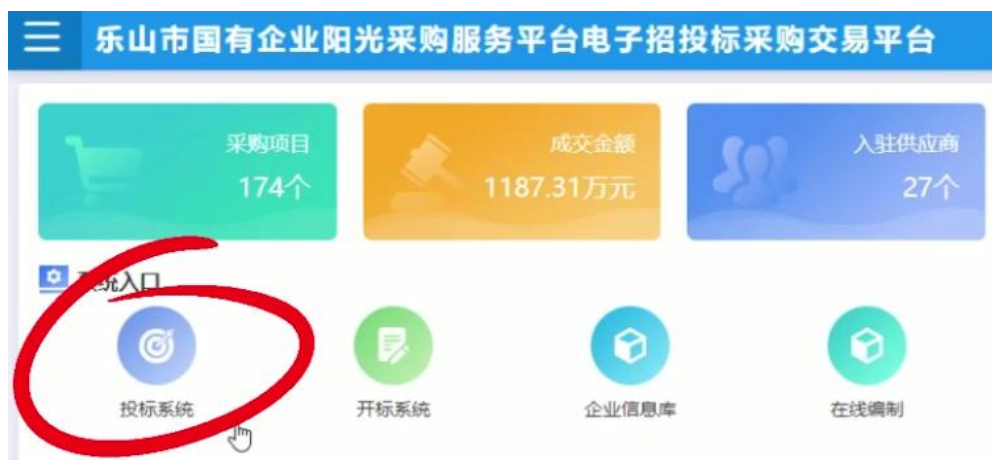 乐山市国有企业阳光采购服务平台电子招投标采购交易平台
采购项目
174个
成交金额
1187.31万元
入驻供应商
27个
系统入口
投标系统
开标系统
企业信息库
在线编制